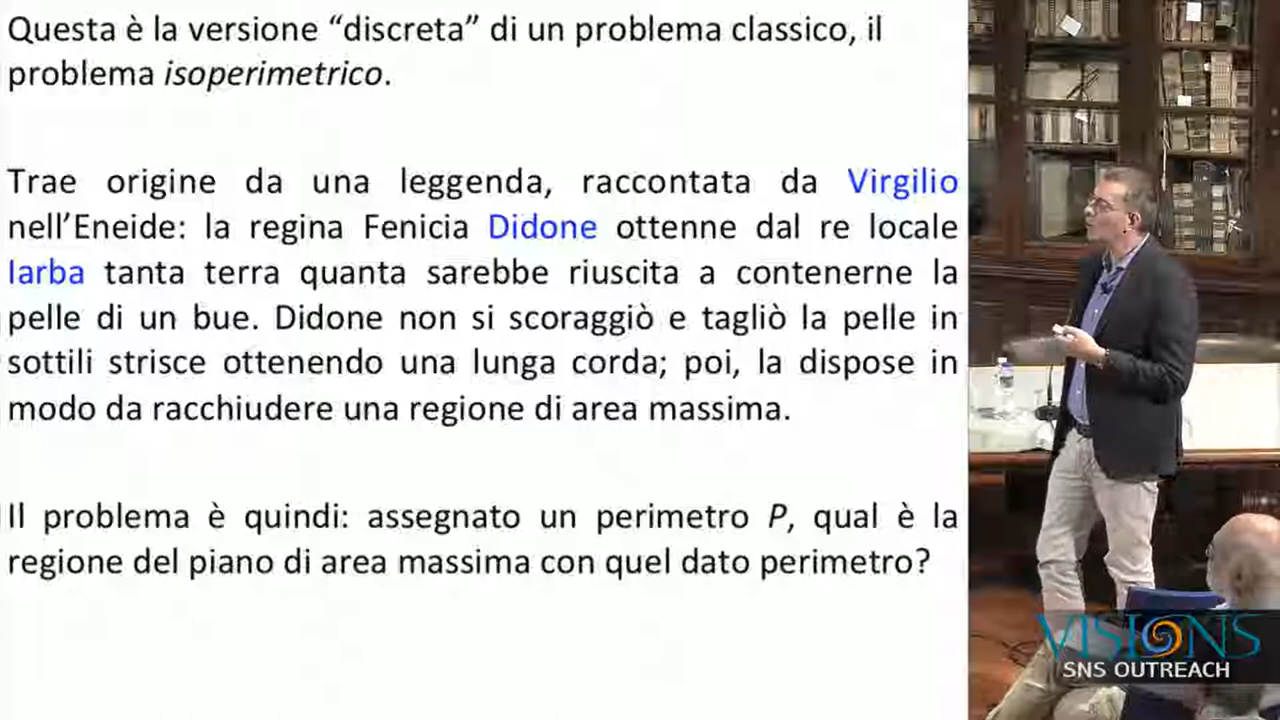 Questa è la versione “discreta” di un problema classico, il
problema isoperimetrico.
Trae origine da una leggenda, raccontata da Virgilio
nell’Eneide: la regina Fenicia Didone ottenne dal re locale
Iarba tanta terra quanta sarebbe riuscita a contenerne la
pelle di un bue. Didone non si scoraggiò e tagliò la pelle in
sottili strisce ottenendo una lunga corda; poi, la dispose in
modo da racchiudere una regione di area massima.
Il problema è quindi: assegnato un perimetro P, qual è la
regione del piano di area massima con quel dato perimetro?
VISIONS
SNS OUTREACH